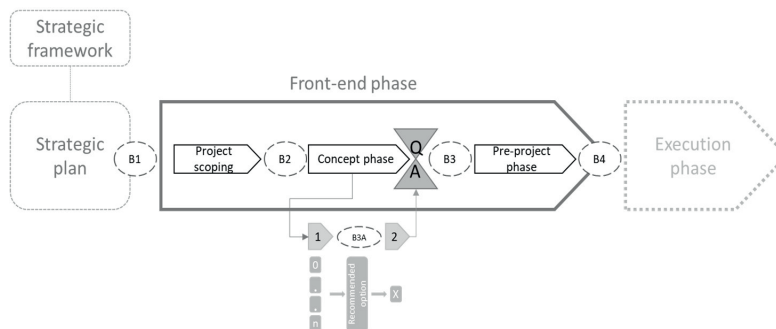 Strategic
framework
Front-end phase
Strategic
plan
B1
Project
scoping
B2
Concept phase
Q
A
B3
Pre-project
phase
B4
Execution
phase
1
B3A
2
0
.
.
n
Recommended
option
X